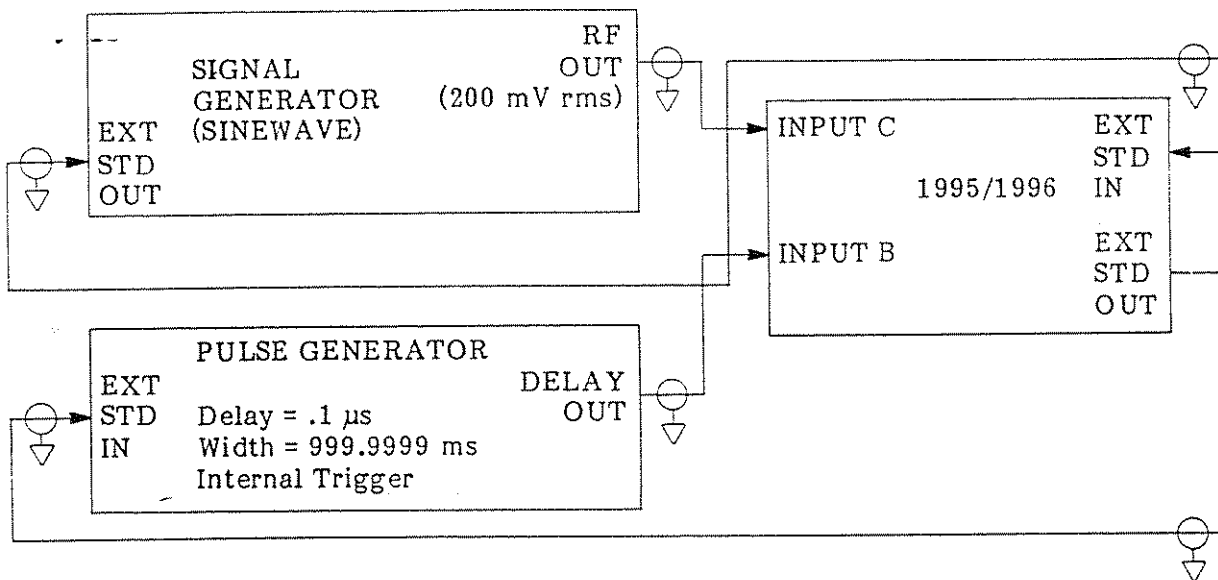 RF
SIGNAL OUT
GENERATOR (200 mV rms)
EXT (SINEWAVE)
STD
OUT
INPUT C EXT
STD
1995/1996 IN
INPUT B EXT
STD
OUT
PULSE GENERATOR
EXT DELAY
STD Delay = .1 µs OUT
IN Width = 999.9999 ms
Internal Trigger